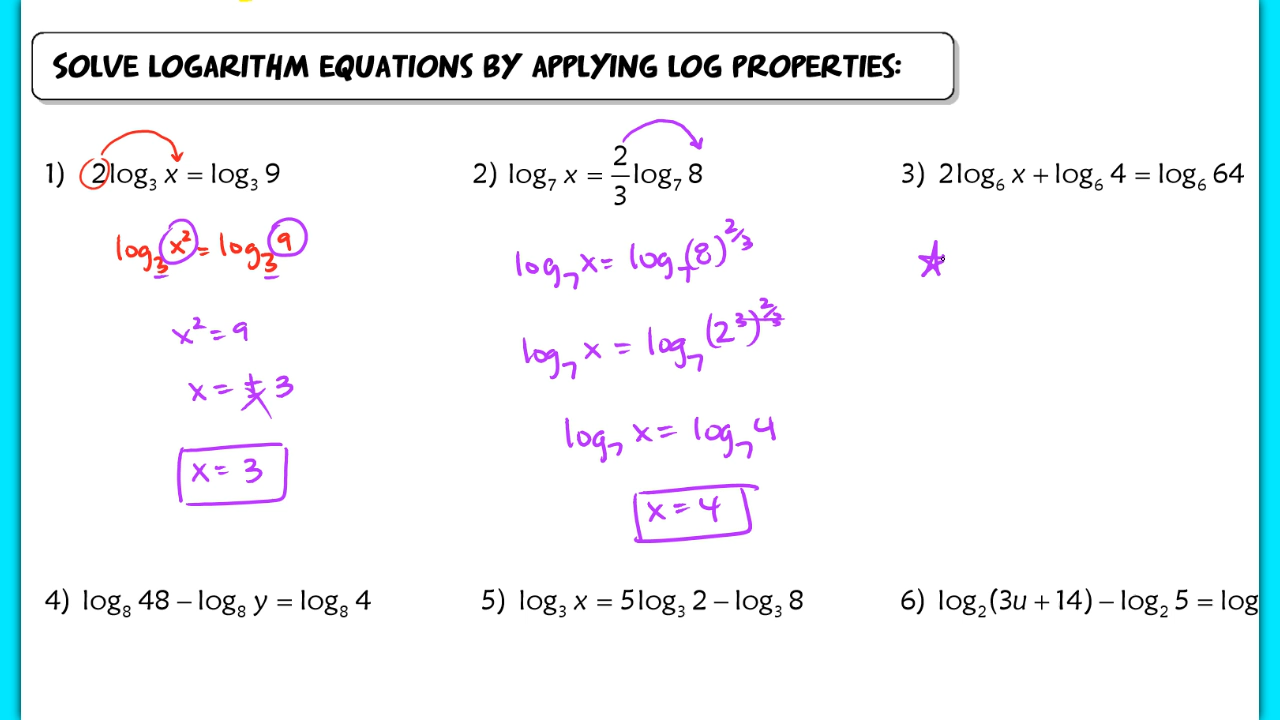 SOLVE LOGARITHM EQUATIONS BY APPLYING LOG PROPERTIES:
1) 2log₃ x = log₃ 9
log₃ x² = log₃ 9
x² = 9
x = ± 3
x = 3
2) log₇ x = 2/3 log₇ 8
log₇ x = log₇ (8)^2/3
log₇ x = log₇ (2³)^2/3
log₇ x = log₇ 4
x = 4
3) 2log₆ x + log₆ 4 = log₆ 64
4) log₈ 48 – log₈ y = log₈ 4
5) log₃ x = 5log₃ 2 – log₃ 8
6) log₂(3u + 14) – log₂ 5 = log